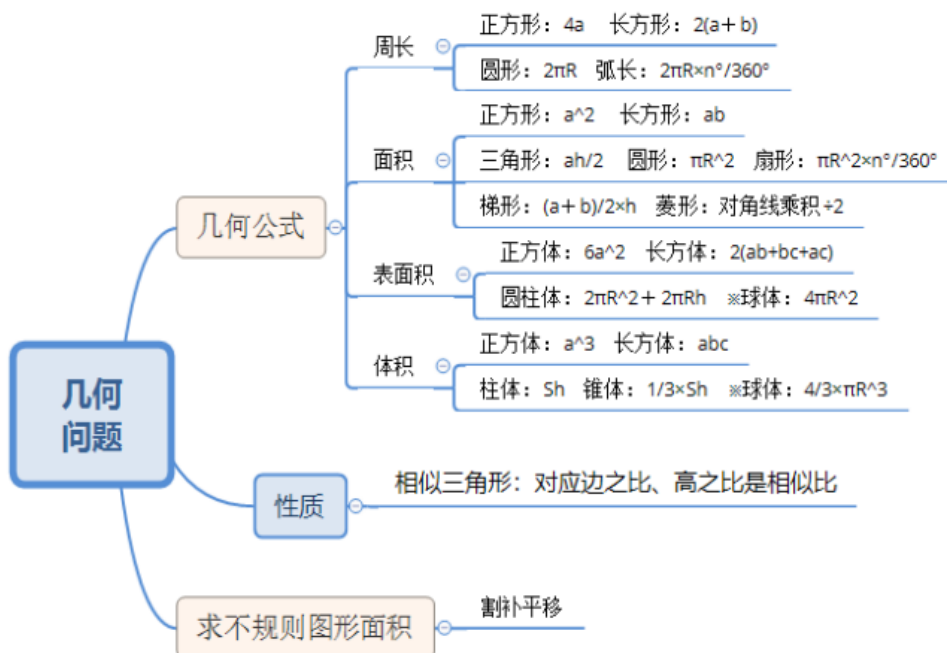 正方形：4a 长方形：2(a＋b)
周长
圆形：2πR 弧长：2πR×n°/360°
正方形：a^2 长方形：ab
面积
三角形：ah/2 圆形：πR^2 扇形：πR^2×n°/360°
梯形：(a＋b)/2×h 菱形：对角线乘积÷2
几何公式
正方体：6a^2 长方体：2(ab+bc+ac)
表面积
圆柱体：2πR^2＋2πRh ※球体：4πR^2
正方体：a^3 长方体：abc
体积
柱体：Sh 锥体：1/3×Sh ※球体：4/3×πR^3
几何
问题
相似三角形：对应边之比、高之比是相似比
性质
割补平移
求不规则图形面积